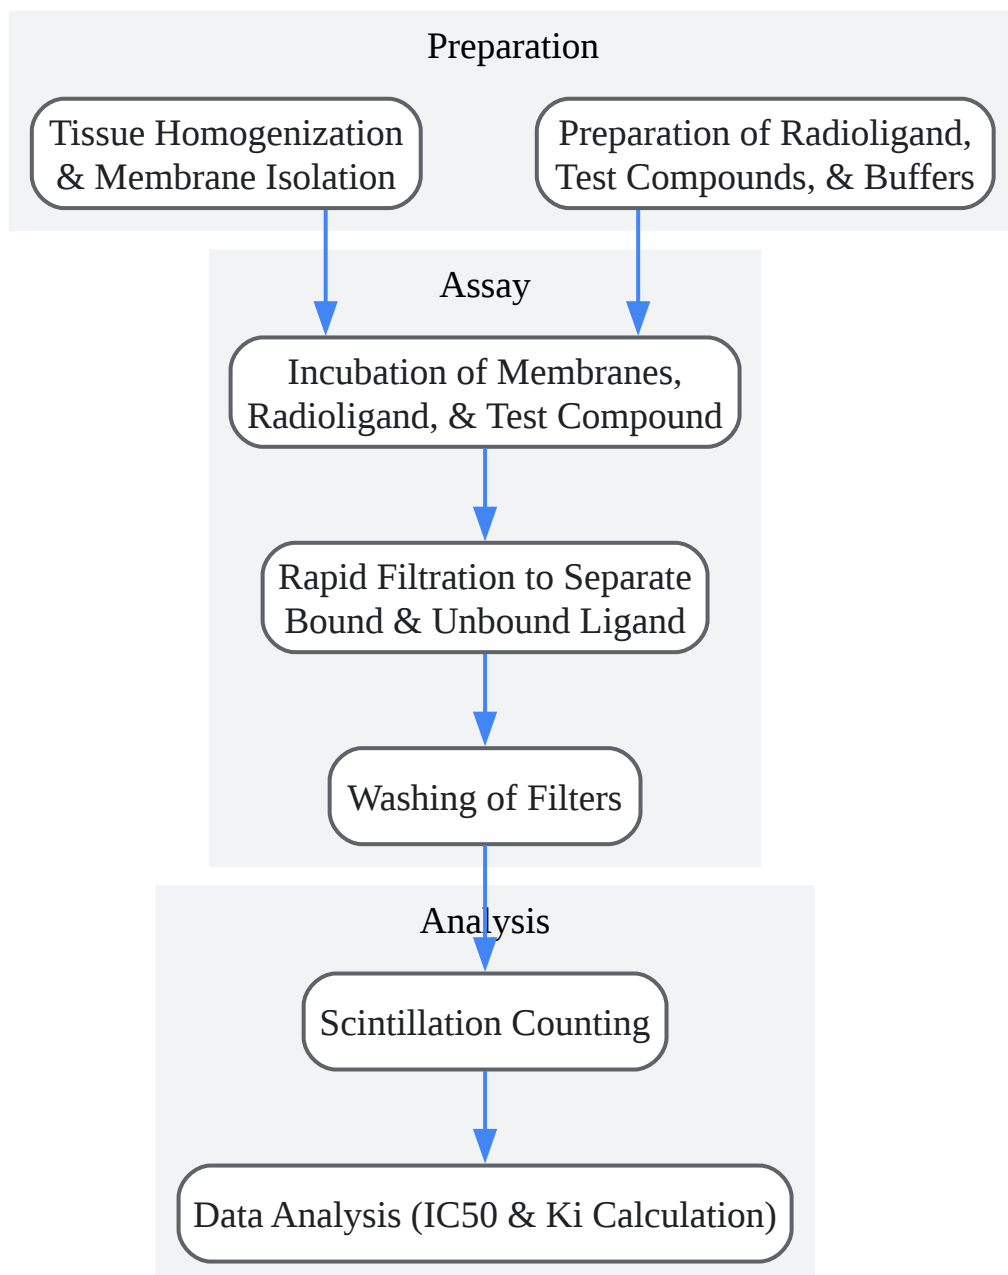 Preparation
Tissue Homogenization
& Membrane Isolation
Preparation of Radioligand,
Test Compounds, & Buffers
Assay
Incubation of Membranes,
Radioligand, & Test Compound
Rapid Filtration to Separate
Bound & Unbound Ligand
Washing of Filters
Analysis
Scintillation Counting
Data Analysis (IC50 & Ki Calculation)